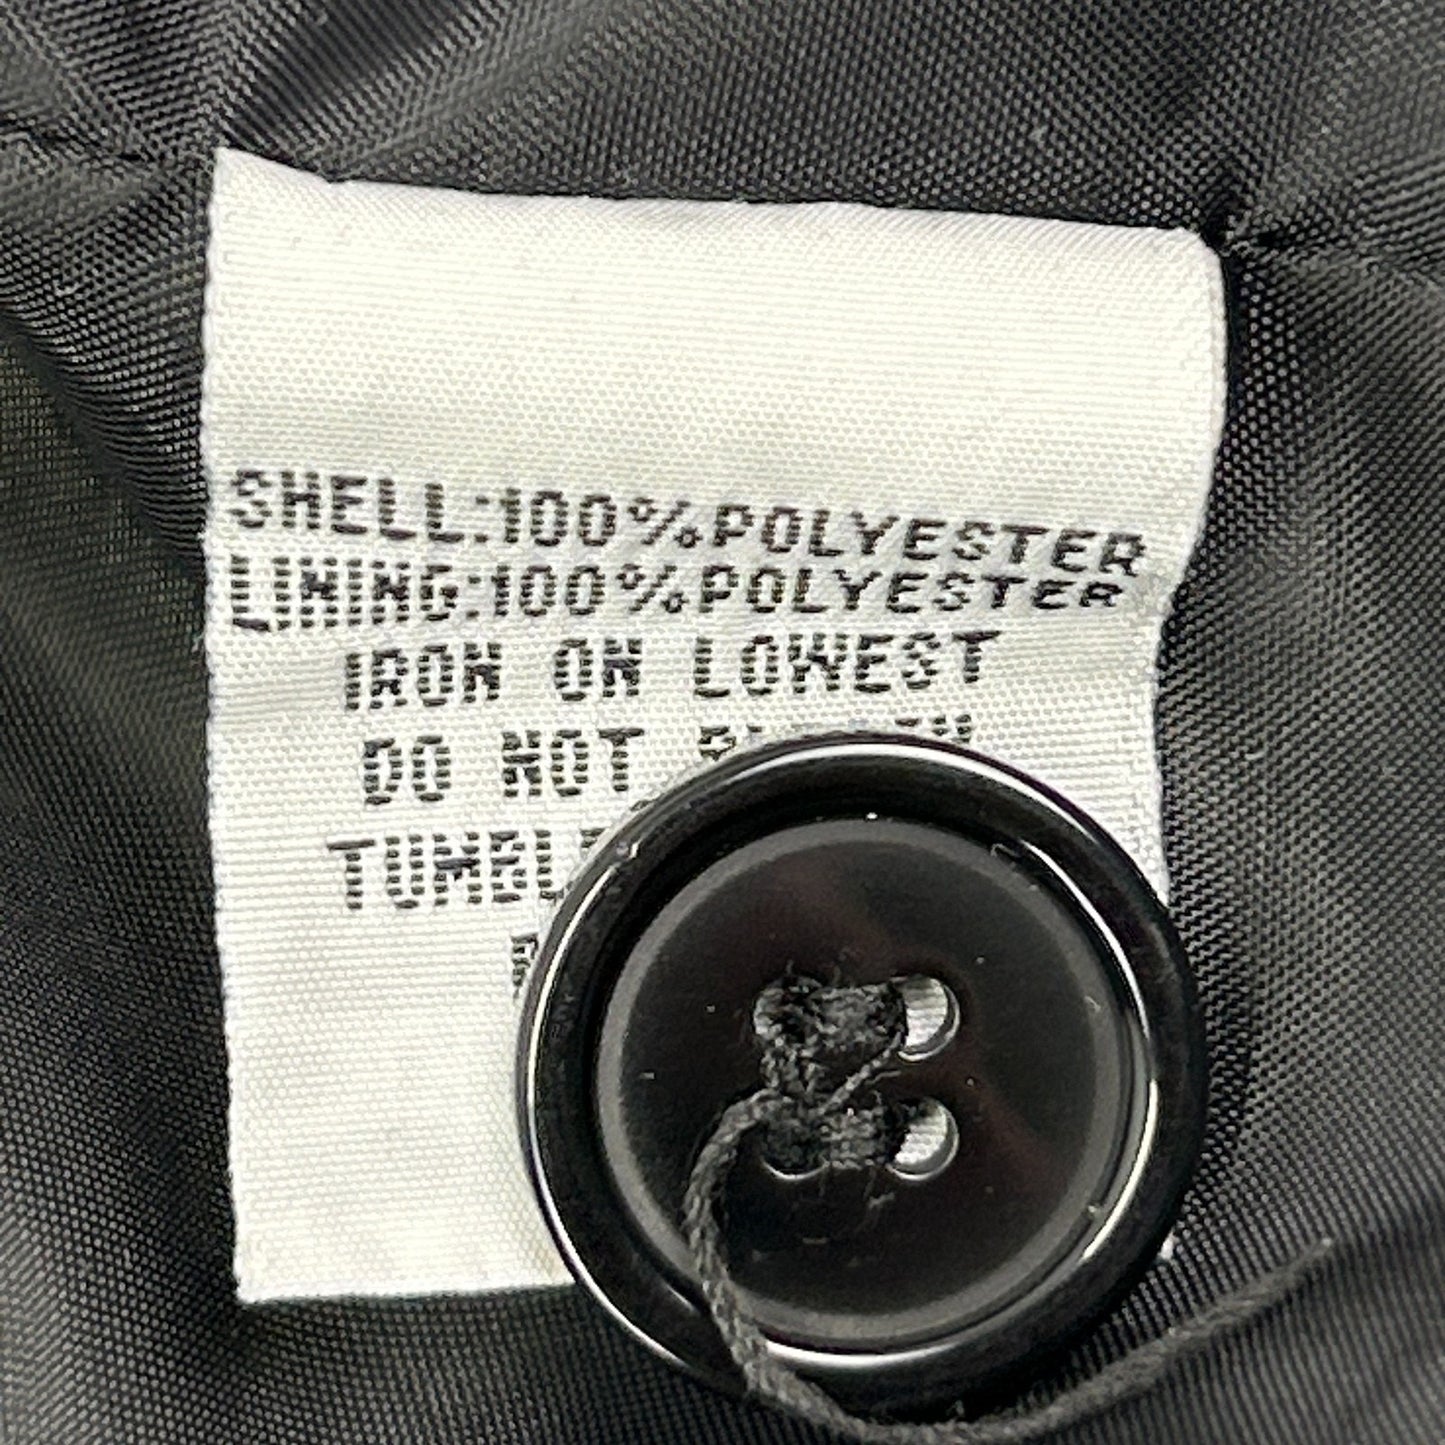 SHELL:100%POLYESTER
LINING:100%POLYESTER
IRON ON LOWEST
DO NOT